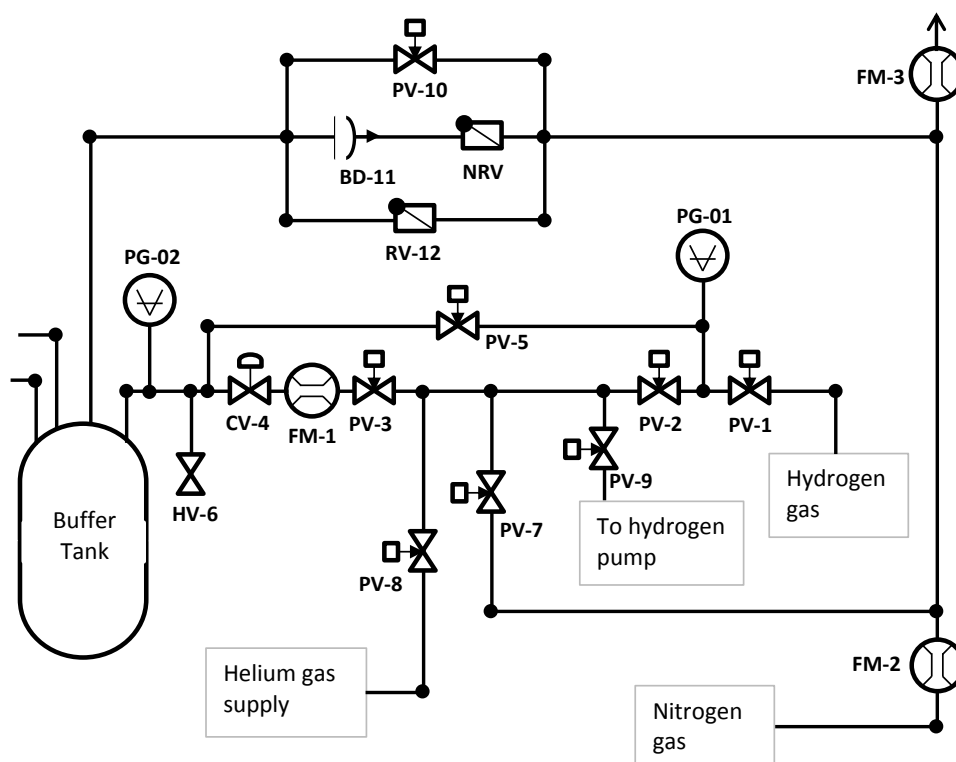 PV-10
FM-3
BD-11
NRV
RV-12
PG-01
PG-02
PV-5
CV-4
FM-1
PV-3
PV-2
PV-1
HV-6
PV-9
PV-7
PV-8
Buffer
Tank
Hydrogen
gas
To hydrogen
pump
Helium gas
supply
FM-2
Nitrogen
gas